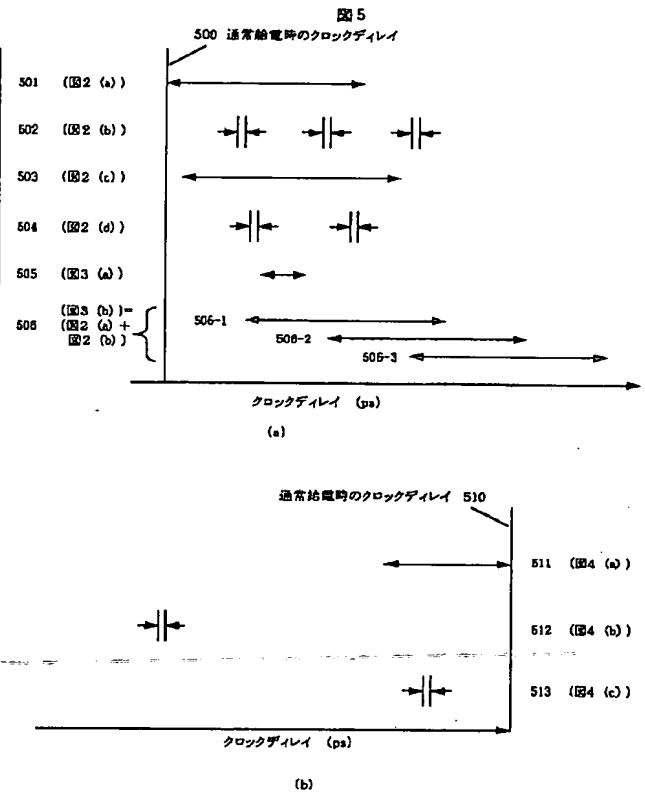 図5
500 通常給電時のクロックディレイ
501 (図2 (a))
502 (図2 (b))
503 (図2 (c))
504 (図2 (d))
505 (図3 (a))
506 (図3 (b))=
(図2 (a) +
図2 (b))
506-1
506-2
506-3
クロックディレイ (ps)
(a)
通常給電時のクロックディレイ 510
511 (図4 (a))
512 (図4 (b))
513 (図4 (c))
クロックディレイ (ps)
(b)